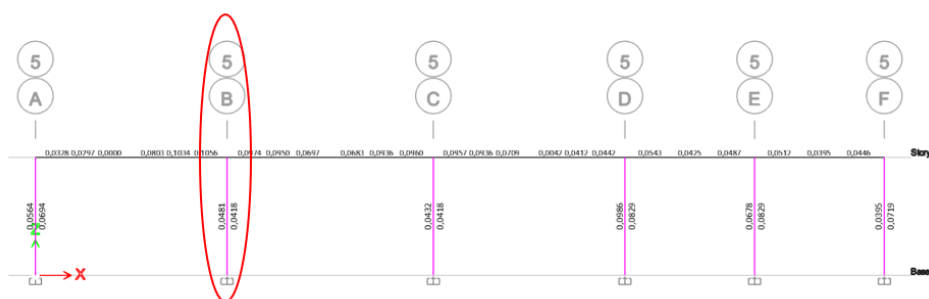 5 5 5 5 5 5
A B C D E F
0,0328 0,0797 0,0000 0,0803 0,1034 0,1056 0,0974 0,0950 0,0697 0,0683 0,0936 0,0960 0,0957 0,0936 0,0709 0,0042 0,0412 0,0442 0,0543 0,0425 0,0487 0,0512 0,0395 0,0446 Story
0,0564 0,0694 0,0481 0,0418 0,0432 0,0418 0,0986 0,0829 0,0678 0,0829 0,0395 0,0719
Z
X
Base